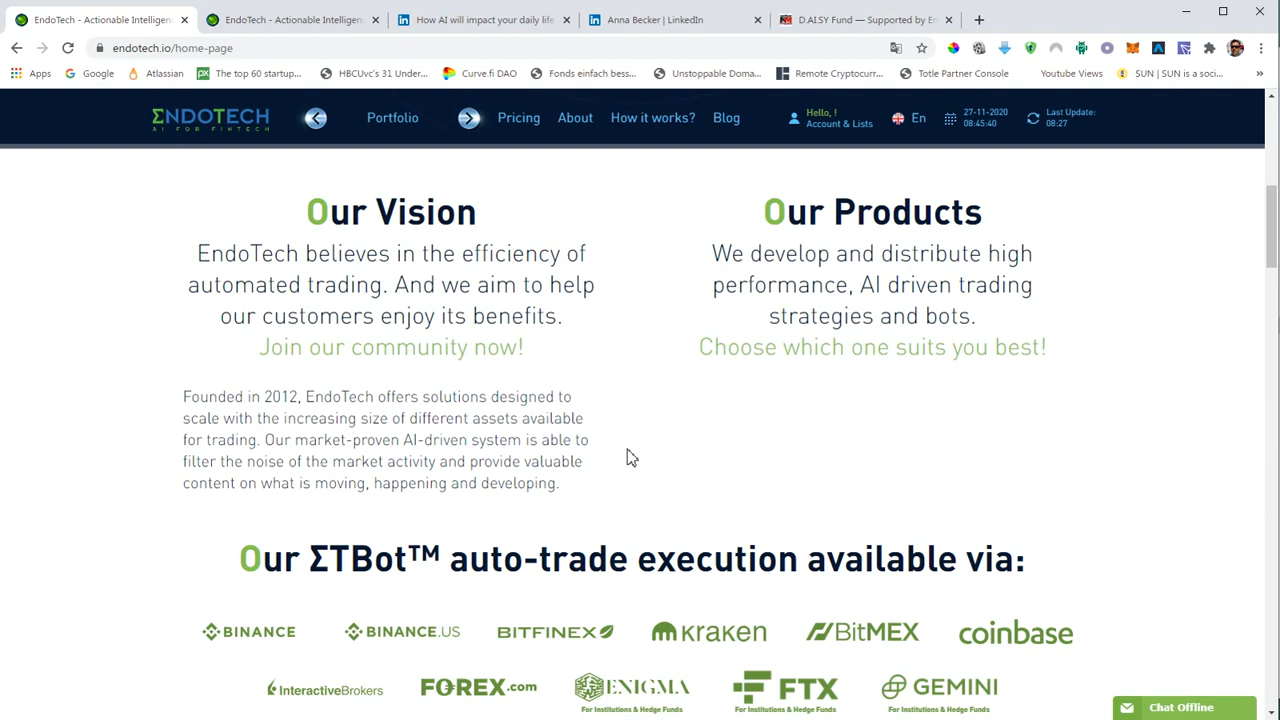 EndoTech - Actionable Intelligenc
EndoTech - Actionable Intelligenc
How AI will impact your daily life
Anna Becker | LinkedIn
D.AI.SY Fund — Supported by En
endotech.io/home-page
Apps
Google
Atlassian
The top 60 startup...
HBCUvc's 31 Under...
Curve.fi DAO
Fonds einfach bess...
Unstoppable Doma...
Remote Cryptocurr...
Totle Partner Console
Youtube Views
SUN | SUN is a soci...
»
ΣNDOTECH
AI FOR FINTECH
Portfolio
Pricing
About
How it works?
Blog
Hello, !
Account & Lists
En
27-11-2020
08:45:40
Last Update:
08:27
Our Vision
EndoTech believes in the efficiency of
automated trading. And we aim to help
our customers enjoy its benefits.
Join our community now!
Founded in 2012, EndoTech offers solutions designed to
scale with the increasing size of different assets available
for trading. Our market-proven AI-driven system is able to
filter the noise of the market activity and provide valuable
content on what is moving, happening and developing.
Our Products
We develop and distribute high
performance, AI driven trading
strategies and bots.
Choose which one suits you best!
Our ΣTBot™ auto-trade execution available via:
BINANCE
BINANCE.US
BITFINEX
kraken
BitMEX
coinbase
InteractiveBrokers
FOREX.com
ENIGMA
For Institutions & Hedge Funds
FTX
For Institutions & Hedge Funds
GEMINI
For Institutions & Hedge Funds
Chat Offline